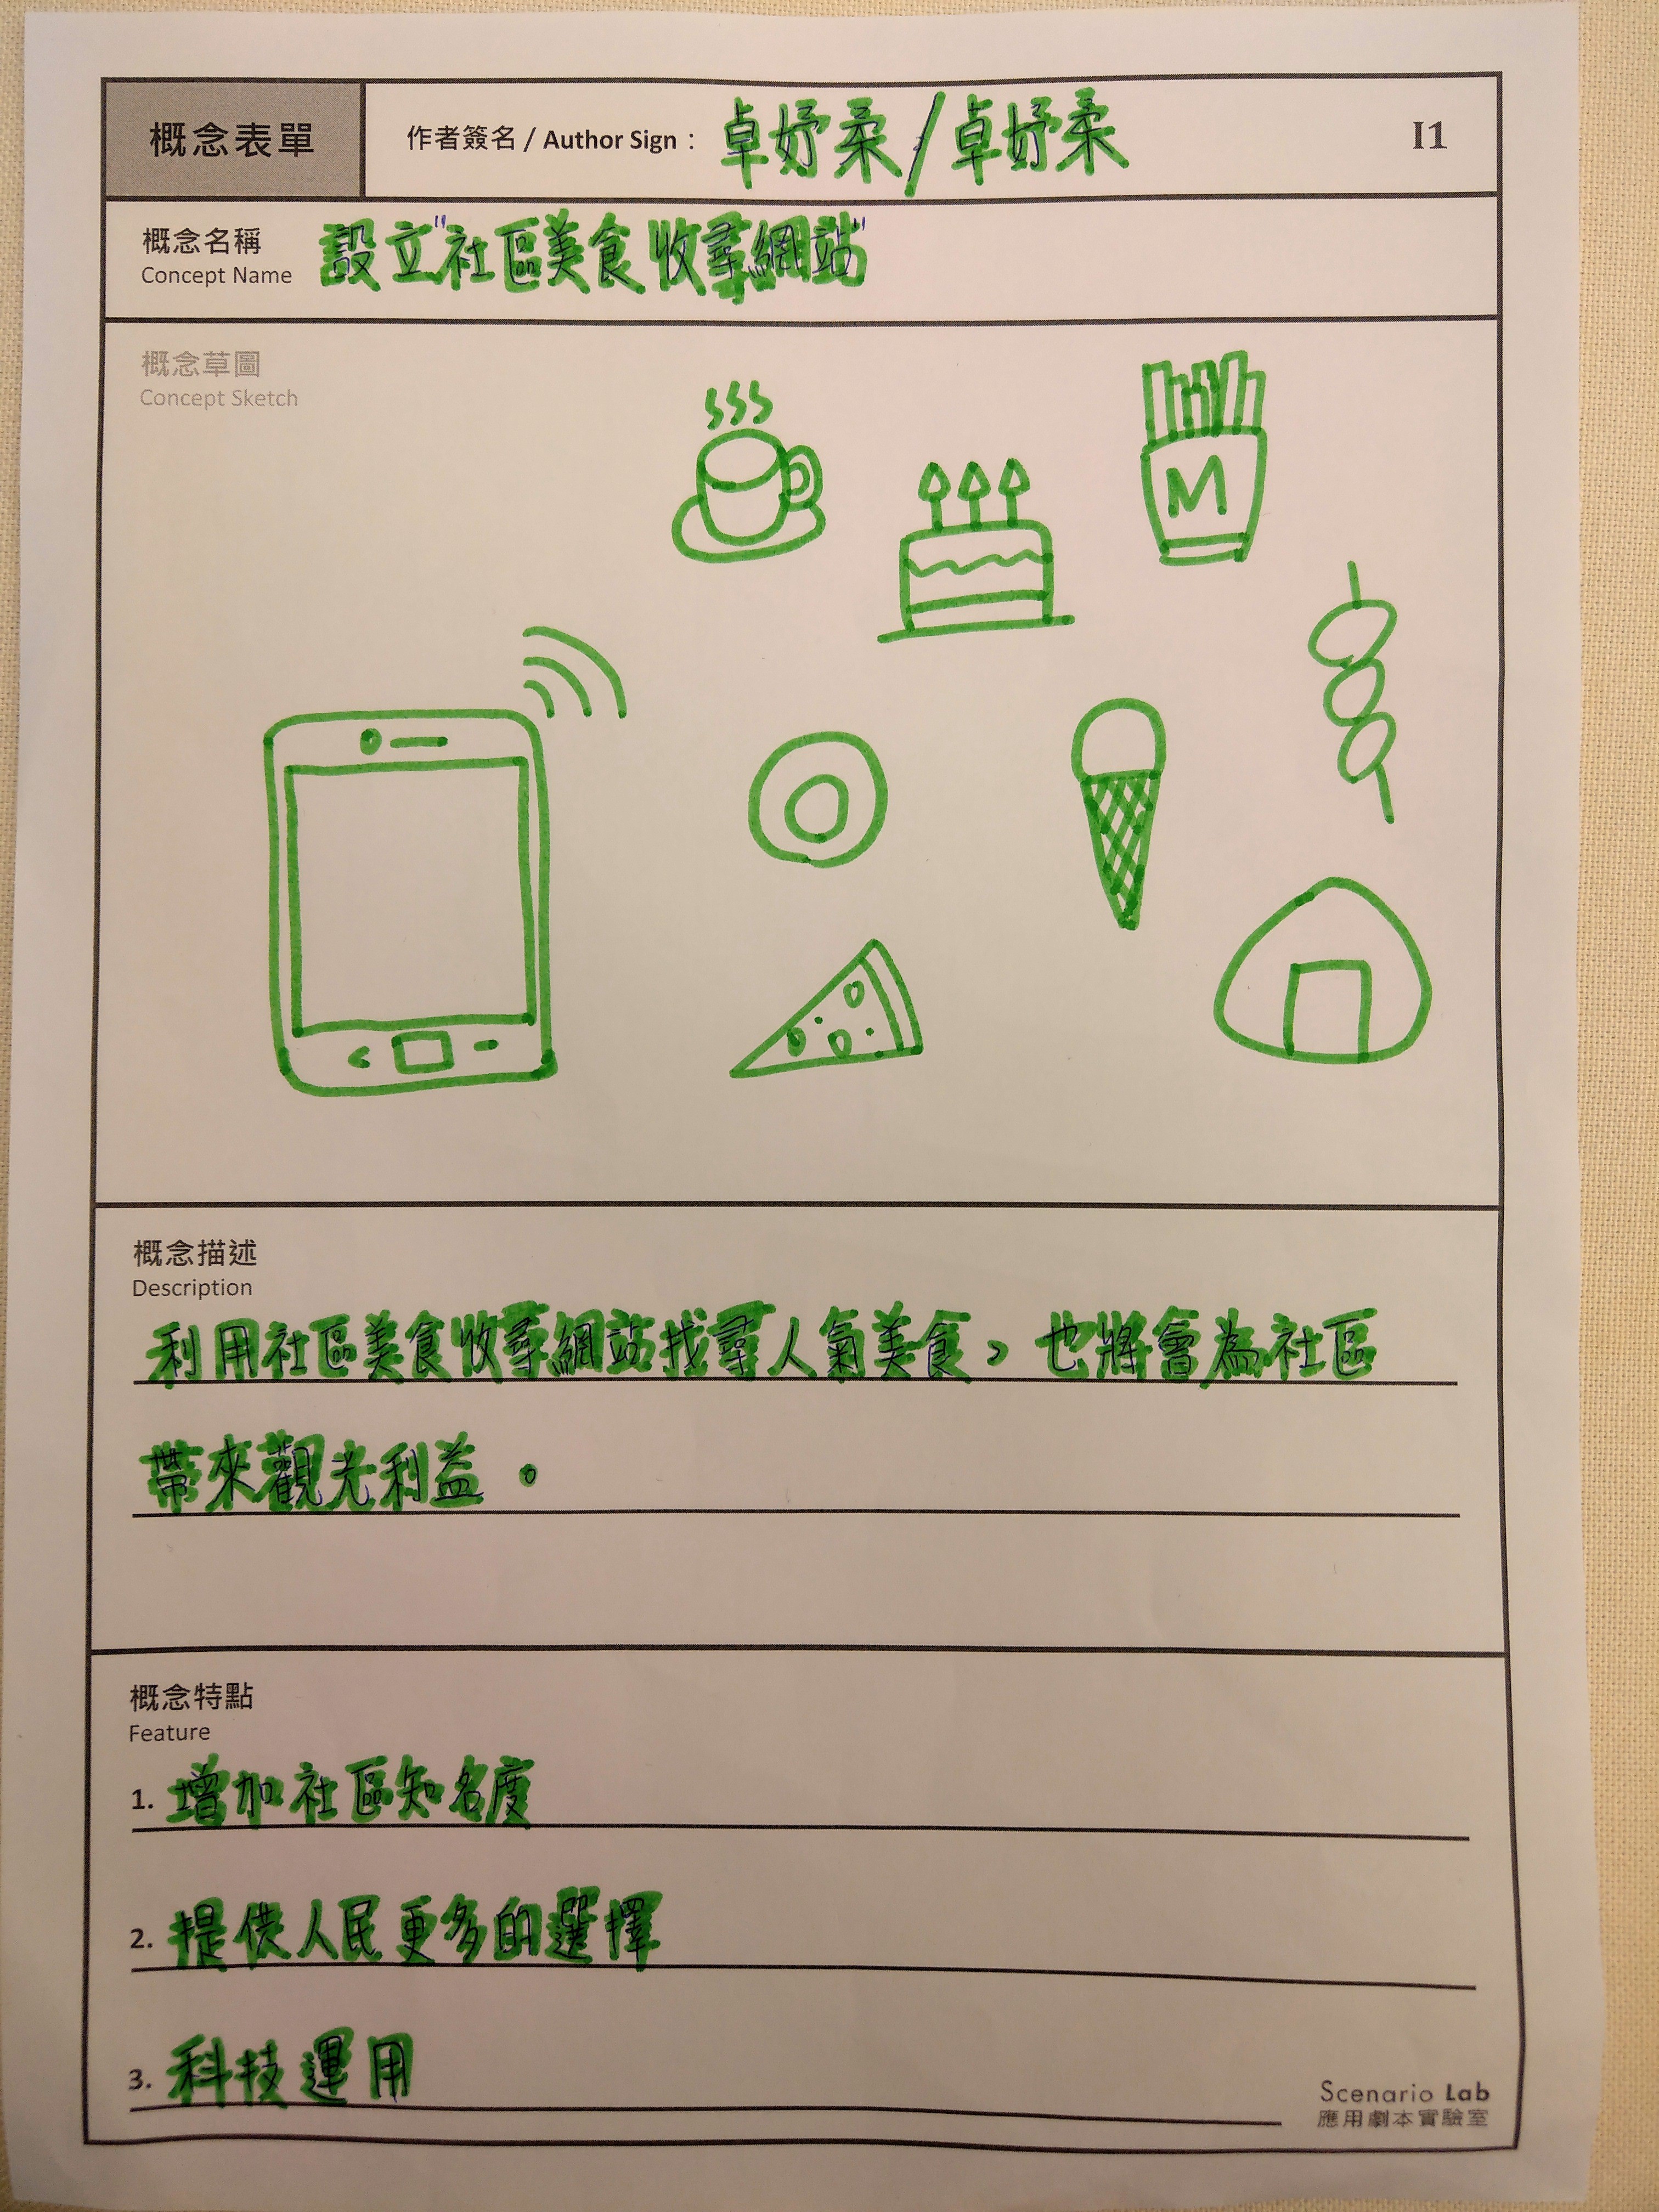 概念表單
作者簽名 / Author Sign： 卓妤柔/卓妤柔
I1
概念名稱 設立"社區美食收尋網站"
Concept Name
概念草圖
Concept Sketch
M
概念描述
Description
利用社區美食收尋網站找尋人氣美食，也將會為社區
帶來觀光利益。
概念特點
Feature
1. 增加社區知名度
2. 提供人民更多的選擇
3. 科技運用
Scenario Lab
應用劇本實驗室